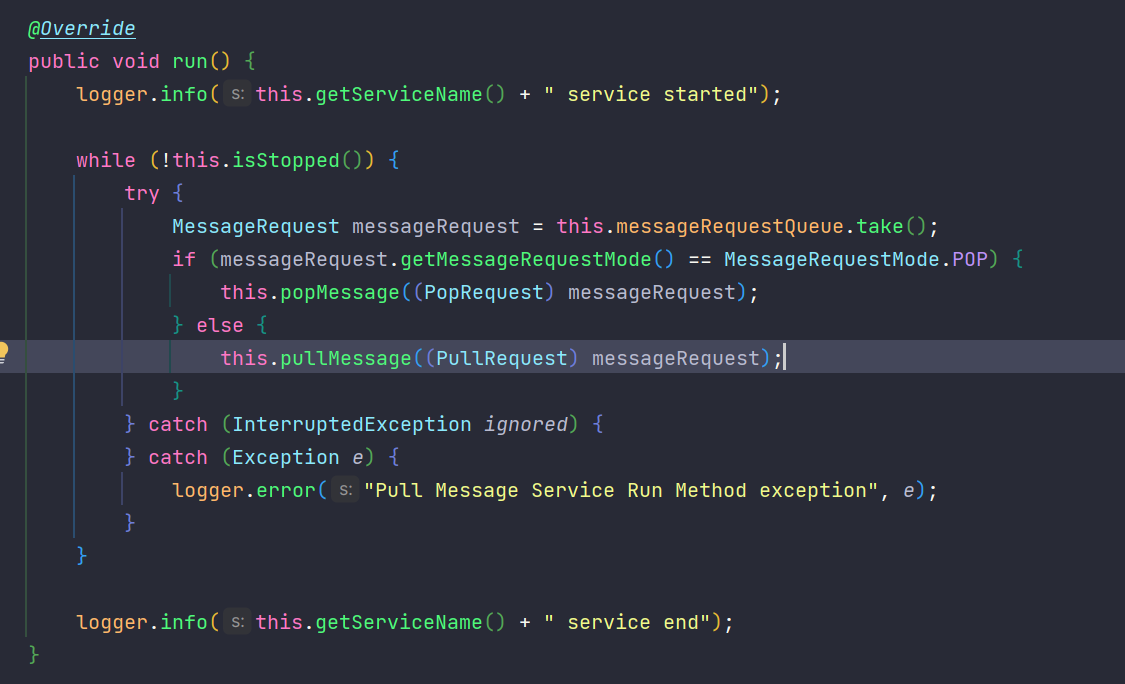 @Override
public void run() {
logger.info( s: this.getServiceName() + " service started");
while (!this.isStopped()) {
try {
MessageRequest messageRequest = this.messageRequestQueue.take();
if (messageRequest.getMessageRequestMode() == MessageRequestMode.POP) {
this.popMessage((PopRequest) messageRequest);
} else {
this.pullMessage((PullRequest) messageRequest);
}
} catch (InterruptedException ignored) {
} catch (Exception e) {
logger.error( s: "Pull Message Service Run Method exception", e);
}
}
logger.info( s: this.getServiceName() + " service end");
}